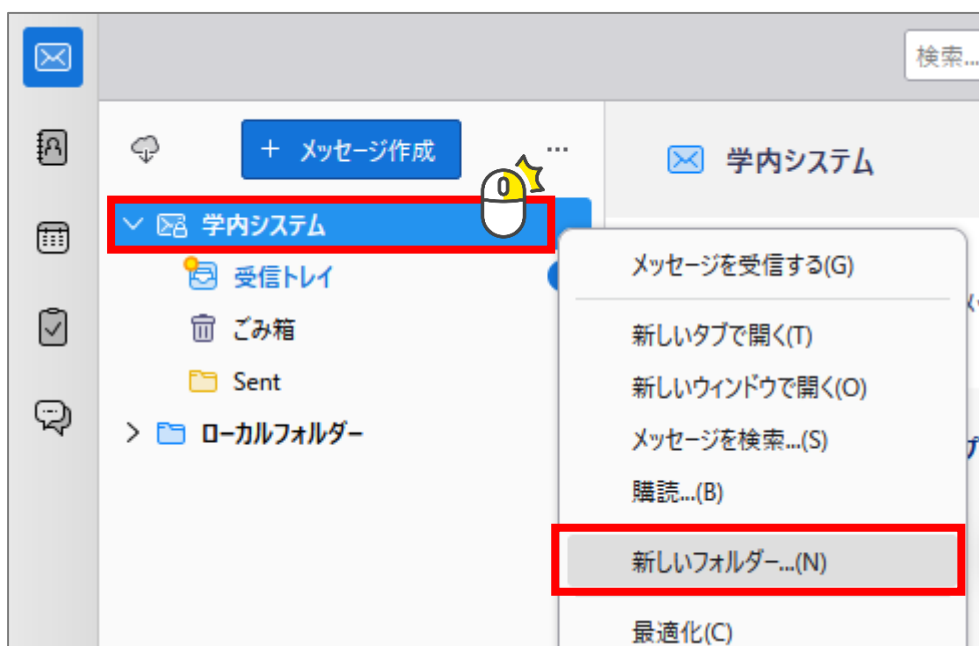 検索...
＋ メッセージ作成
...
学内システム
学内システム
受信トレイ
ごみ箱
Sent
ローカルフォルダー
メッセージを受信する(G)
新しいタブで開く(T)
新しいウィンドウで開く(O)
メッセージを検索...(S)
購読...(B)
新しいフォルダー...(N)
最適化(C)